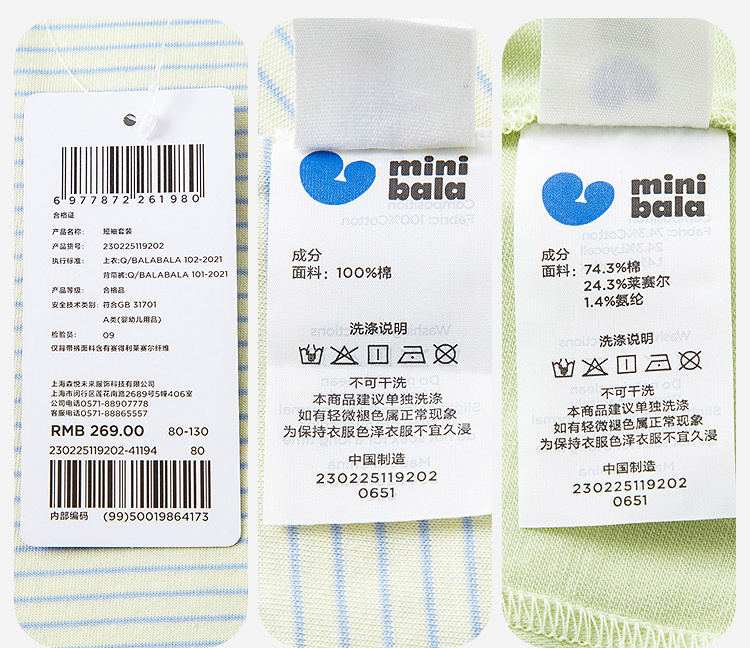 6 977872 261980
合格证
产品名称: 短袖套装
产品货号: 230225119202
执行标准: 上衣:Q/BALABALA 102-2021
背带裤:Q/BALABALA 101-2021
产品等级: 合格品
安全技术类别: 符合GB 31701
A类(婴幼儿用品)
检验员: 09
仅背带裤面料含有赛得利莱赛尔纤维
上海森悦未来服饰科技有限公司
上海市闵行区莲花南路2689号5幢406室
公司电话0571-88907778
客服电话0571-88865557
RMB 269.00 80-130
230225119202-41194 80
内部编码 (99)50019864173
mini
bala
成分
面料: 100%棉
洗涤说明
不可干洗
本商品建议单独洗涤
如有轻微褪色属正常现象
为保持衣服色泽衣服不宜久浸
中国制造
230225119202
0651
mini
bala
成分
面料: 74.3%棉
24.3%莱赛尔
1.4%氨纶
洗涤说明
不可干洗
本商品建议单独洗涤
如有轻微褪色属正常现象
为保持衣服色泽衣服不宜久浸
中国制造
230225119202
0651